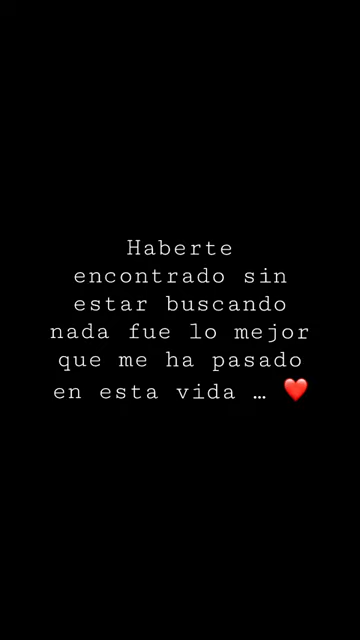 Haberte
encontrado sin
estar buscando
nada fue lo mejor
que me ha pasado
en esta vida … ❤️